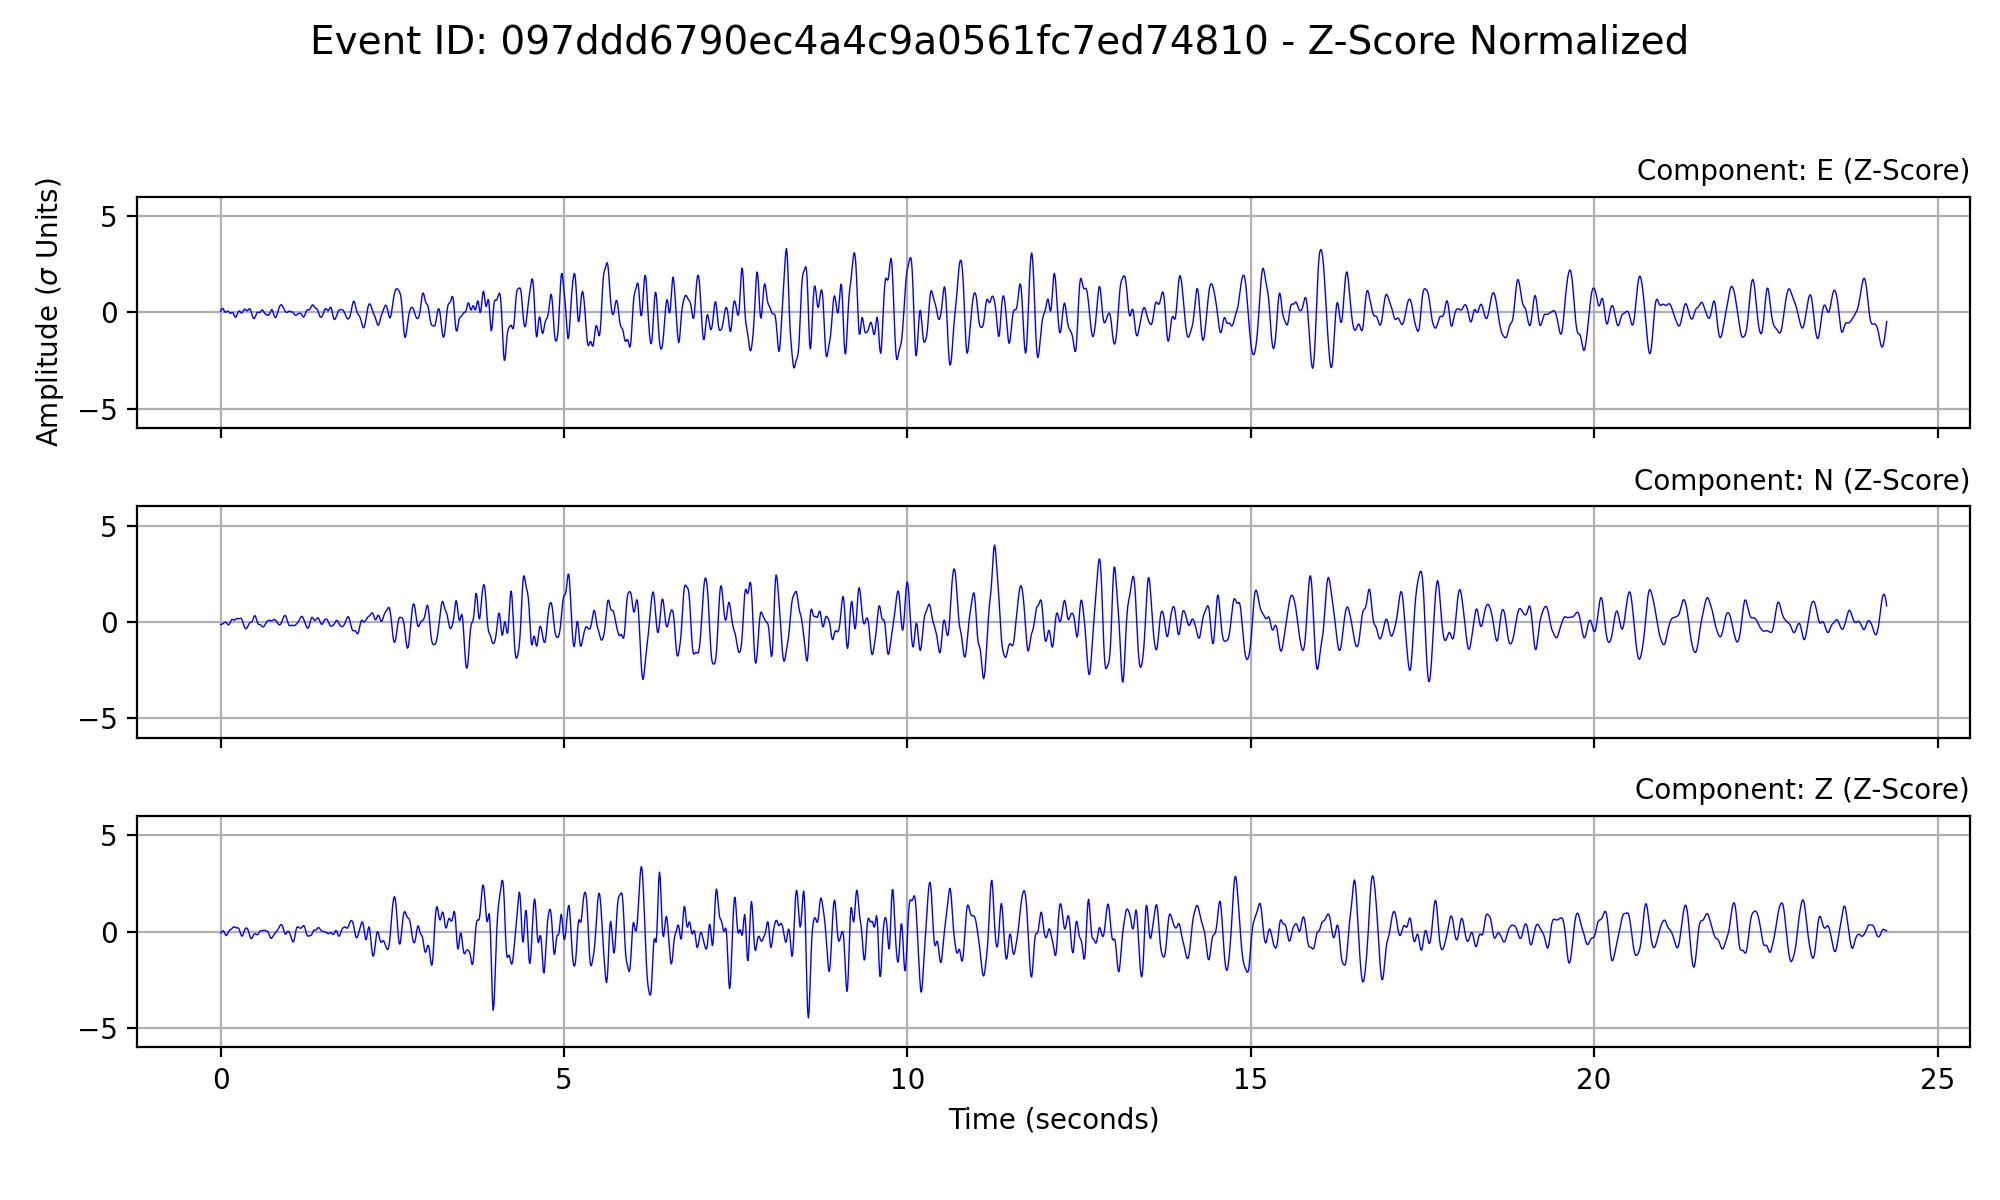 Event ID: 097ddd6790ec4a4c9a0561fc7ed74810 - Z-Score Normalized
Component: E (Z-Score)
Amplitude (σ Units)
5
0
−5
Component: N (Z-Score)
5
0
−5
Component: Z (Z-Score)
5
0
−5
0 5 10 15 20 25
Time (seconds)